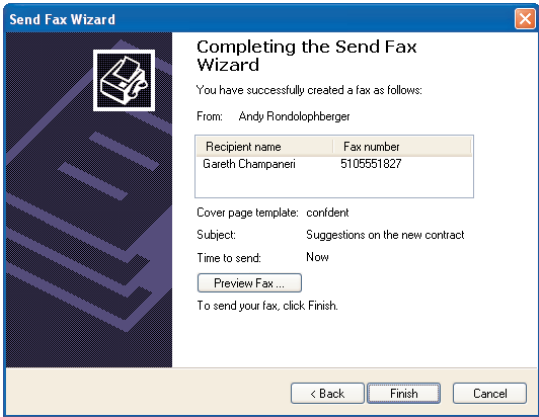 Send Fax Wizard
Completing the Send Fax
Wizard
You have successfully created a fax as follows:
From: Andy Rondolophberger
Recipient name Fax number
Gareth Champaneri 5105551827
Cover page template: confdent
Subject: Suggestions on the new contract
Time to send: Now
Preview Fax ...
To send your fax, click Finish.
< Back Finish Cancel